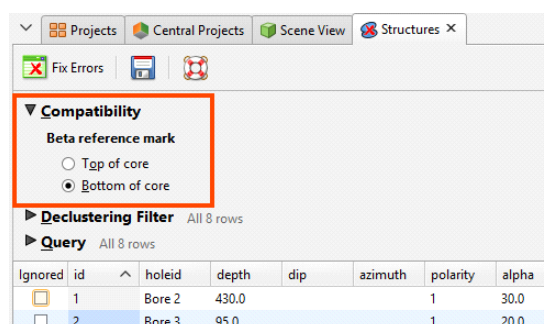 Projects Central Projects Scene View Structures
Fix Errors
Compatibility
Beta reference mark
Top of core
Bottom of core
Declustering Filter All 8 rows
Query All 8 rows
Ignored id holeid depth dip azimuth polarity alpha
1 Bore 2 430.0 1 30.0
2 Bore 3 95.0 1 20.0